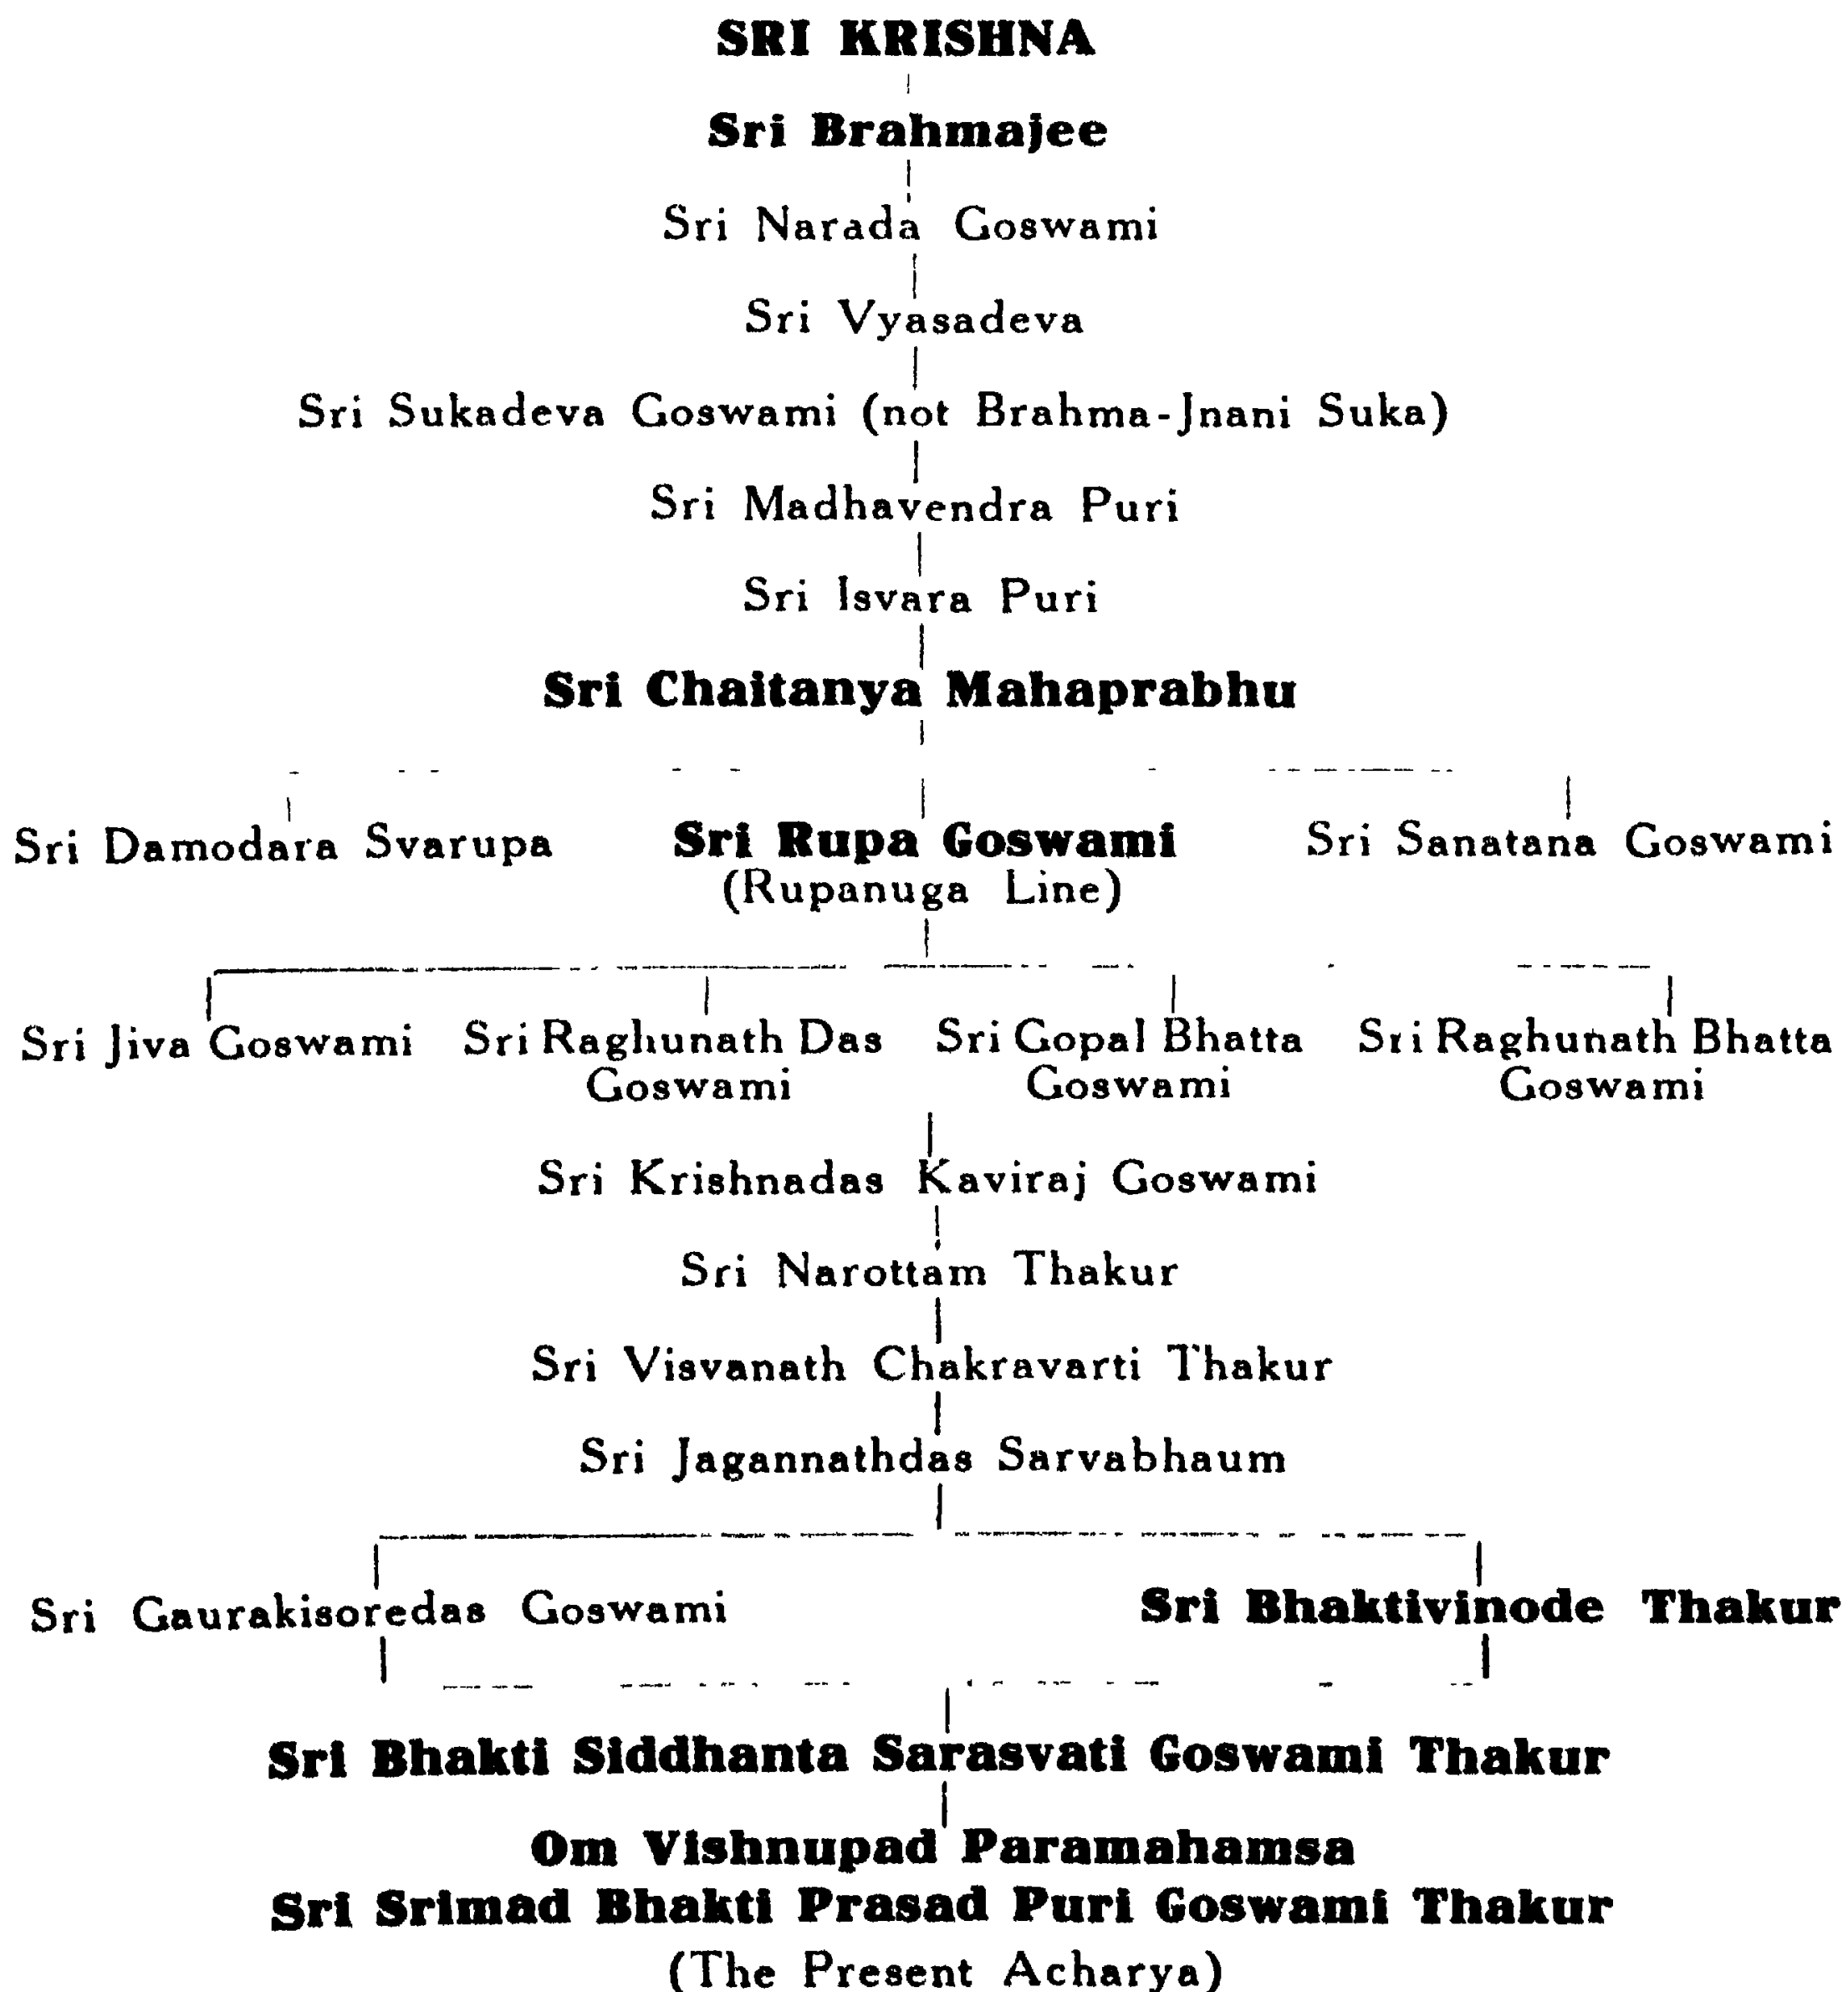 SRI KRISHNA
Sri Brahmajee
Sri Narada Goswami
Sri Vyasadeva
Sri Sukadeva Goswami (not Brahma-Jnani Suka)
Sri Madhavendra Puri
Sri Isvara Puri
Sri Chaitanya Mahaprabhu
Sri Damodara Svarupa Sri Rupa Goswami Sri Sanatana Goswami
(Rupanuga Line)
Sri Jiva Goswami Sri Raghunath Das Sri Gopal Bhatta Sri Raghunath Bhatta
Goswami Goswami Goswami
Sri Krishnadas Kaviraj Goswami
Sri Narottam Thakur
Sri Visvanath Chakravarti Thakur
Sri Jagannathdas Sarvabhaum
Sri Gaurakisoredas Goswami Sri Bhaktivinode Thakur
Sri Bhakti Siddhanta Sarasvati Goswami Thakur
Om Vishnupad Paramahamsa
Sri Srimad Bhakti Prasad Puri Goswami Thakur
(The Present Acharya)